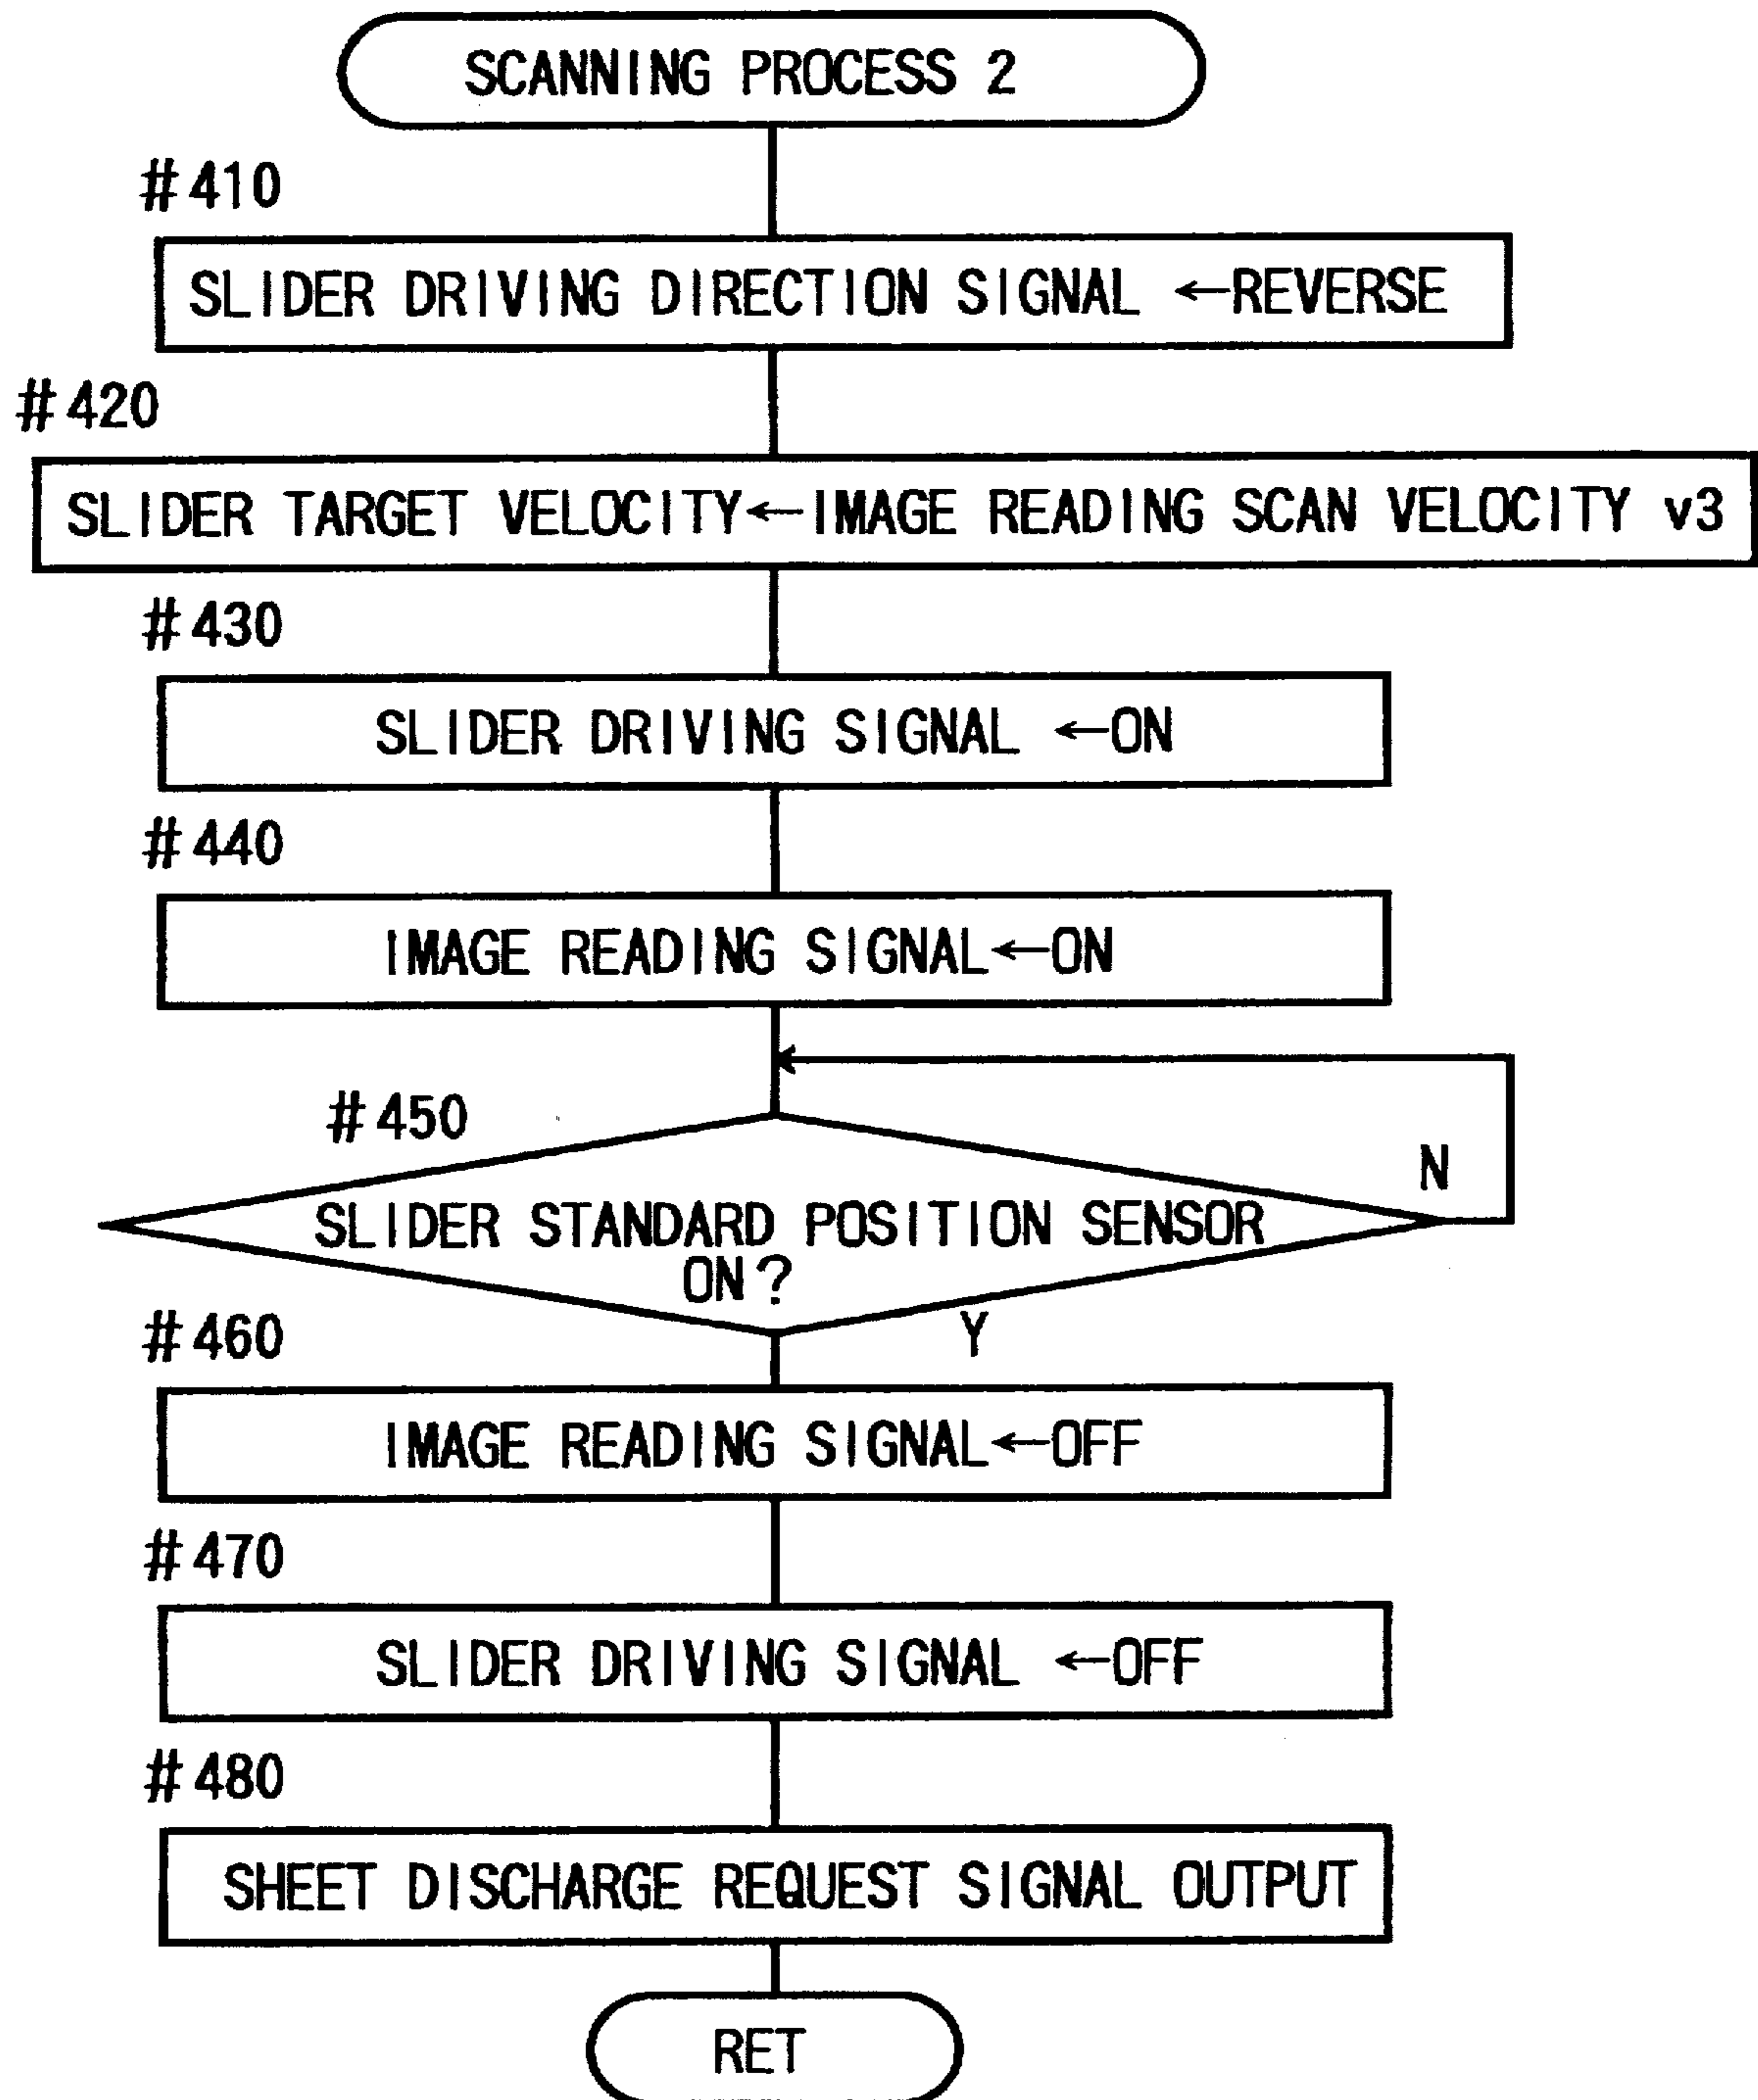 SCANNING PROCESS 2
#410
SLIDER DRIVING DIRECTION SIGNAL ←REVERSE
#420
SLIDER TARGET VELOCITY←IMAGE READING SCAN VELOCITY v3
#430
SLIDER DRIVING SIGNAL ←ON
#440
IMAGE READING SIGNAL←ON
#450
N
SLIDER STANDARD POSITION SENSOR
ON?
Y
#460
IMAGE READING SIGNAL←OFF
#470
SLIDER DRIVING SIGNAL ←OFF
#480
SHEET DISCHARGE REQUEST SIGNAL OUTPUT
RET